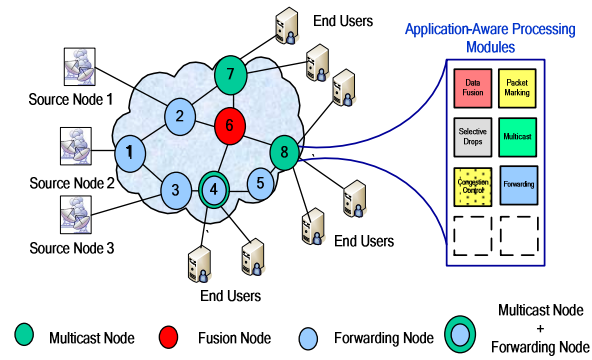 End Users
Application-Aware Processing
Modules
Source Node 1
7
Data
Fusion
Packet
Marking
2
6
Selective
Drops
Multicast
1
8
Source Node 2
3
4
5
Congestion
Control
Forwarding
Source Node 3
End Users
End Users
Multicast Node
Fusion Node
Forwarding Node
Multicast Node
+
Forwarding Node